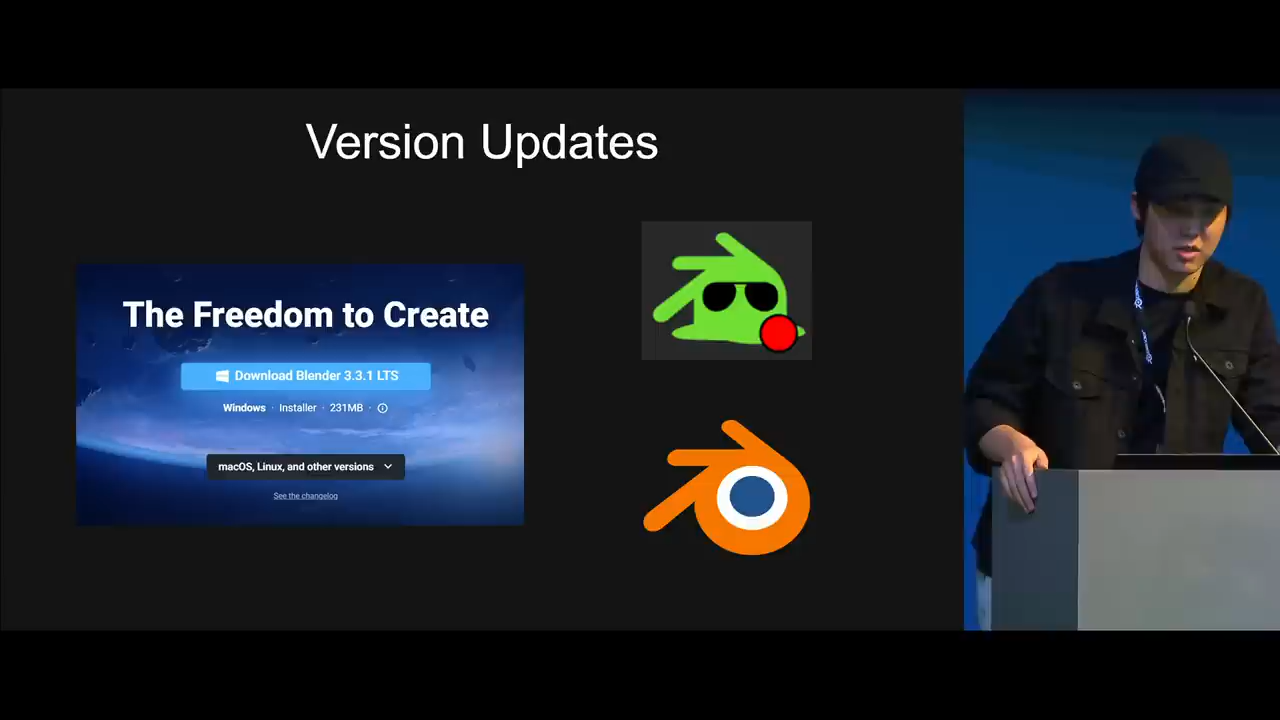 Version Updates
The Freedom to Create
Download Blender 3.3.1 LTS
Windows · Installer · 231MB ·
macOS, Linux, and other versions
See the changelog